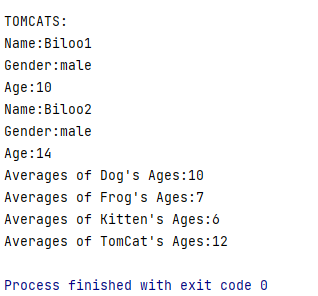 TOMCATS:
Name:Biloo1
Gender:male
Age:10
Name:Biloo2
Gender:male
Age:14
Averages of Dog's Ages:10
Averages of Frog's Ages:7
Averages of Kitten's Ages:6
Averages of TomCat's Ages:12
Process finished with exit code 0